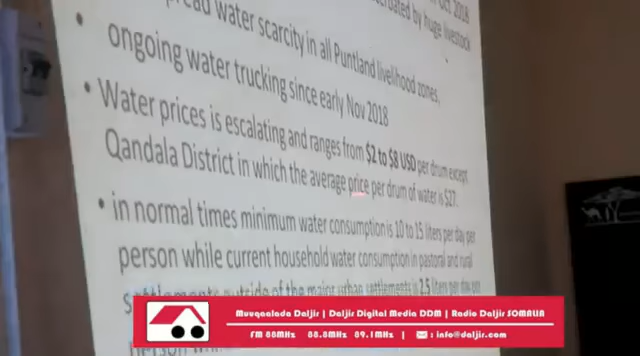 Oct 2018
water scarcity in all Puntland livelihood zones.
by huge livestock
• ongoing water trucking since early Nov 2018
• Water prices is escalating and ranges from $2 to $8 USD per drum except
Qandala District in which the average price per drum of water is $27.
• in normal times minimum water consumption is 10 to 15 liters per day per
person while current household water consumption in pastoral and rural
settlements outside of the major urban settlements is 2.5 liters per day per
Muuqaalada Daljir | Daljir Digital Media DDM | Radio Daljir SOMALIA
FM 88MHz 88.8MHz 89.1MHz | : info@daljir.com